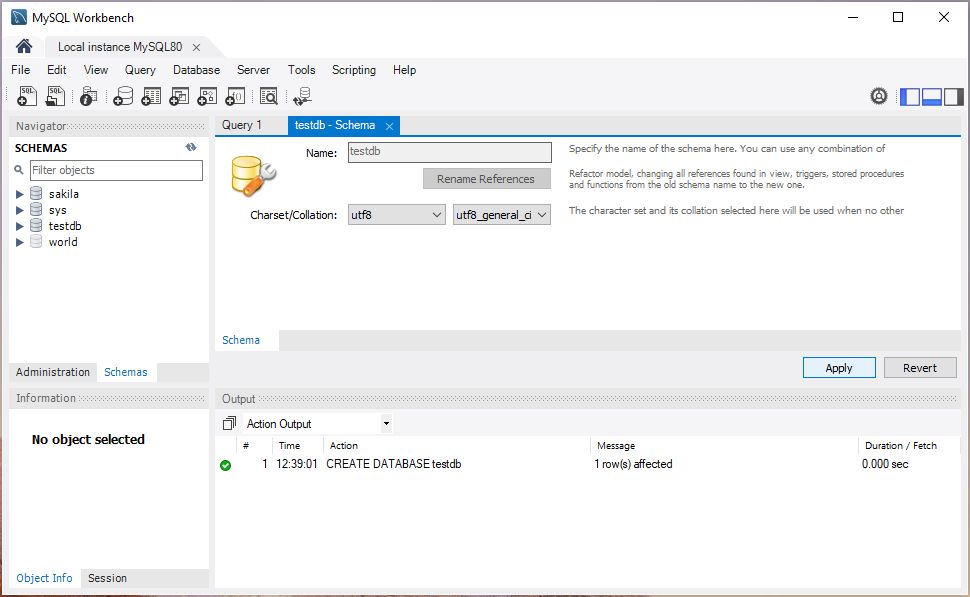 MySQL Workbench
Local instance MySQL80
File Edit View Query Database Server Tools Scripting Help
Navigator
SCHEMAS
Filter objects
sakila
sys
testdb
world
Administration Schemas
Information
No object selected
Object Info Session
Query 1 testdb - Schema
Name: testdb
Specify the name of the schema here. You can use any combination of
Rename References
Refactor model, changing all references found in view, triggers, stored procedures
and functions from the old schema name to the new one.
Charset/Collation: utf8 utf8_general_ci
The character set and its collation selected here will be used when no other
Schema
Apply Revert
Output
Action Output
# Time Action Message Duration / Fetch
1 12:39:01 CREATE DATABASE testdb 1 row(s) affected 0.000 sec